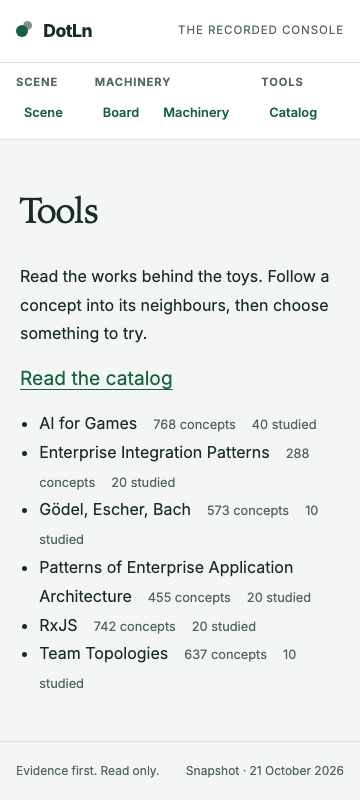 DotLn
THE RECORDED CONSOLE
SCENE
MACHINERY
TOOLS
Scene
Board
Machinery
Catalog
Tools
Read the works behind the toys. Follow a
concept into its neighbours, then choose
something to try.
Read the catalog
AI for Games 768 concepts 40 studied
Enterprise Integration Patterns 288
concepts 20 studied
Gödel, Escher, Bach 573 concepts 10
studied
Patterns of Enterprise Application
Architecture 455 concepts 20 studied
RxJS 742 concepts 20 studied
Team Topologies 637 concepts 10
studied
Evidence first. Read only.
Snapshot · 21 October 2026